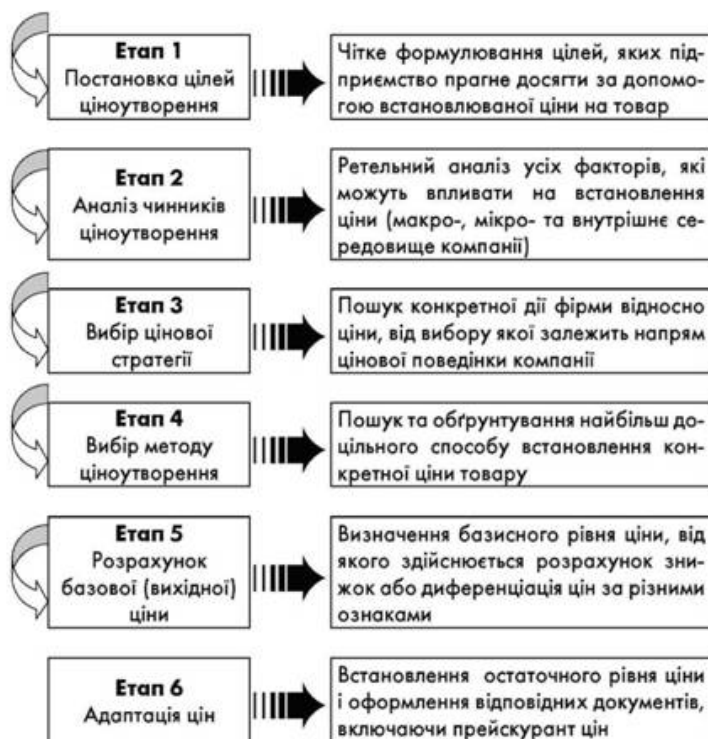 Етап 1
Постановка цілей
ціноутворення
Чітке формулювання цілей, яких під-
приємство прагне досягти за допомо-
гою встановлюваної ціни на товар
Етап 2
Аналіз чинників
ціноутворення
Ретельний аналіз усіх факторів, які
можуть впливати на встановлення
ціни (макро-, мікро- та внутрішнє се-
редовище компанії)
Етап 3
Вибір цінової
стратегії
Пошук конкретної дії фірми відносно
ціни, від вибору якої залежить напрям
цінової поведінки компанії
Етап 4
Вибір методу
ціноутворення
Пошук та обґрунтування найбільш до-
цільного способу встановлення кон-
кретної ціни товару
Етап 5
Розрахунок
базової (вихідної)
ціни
Визначення базисного рівня ціни, від
якого здійснюється розрахунок зни-
жок або диференціація цін за різними
ознаками
Етап 6
Адаптація цін
Встановлення остаточного рівня ціни
і оформлення відповідних документів,
включаючи прейскурант цін